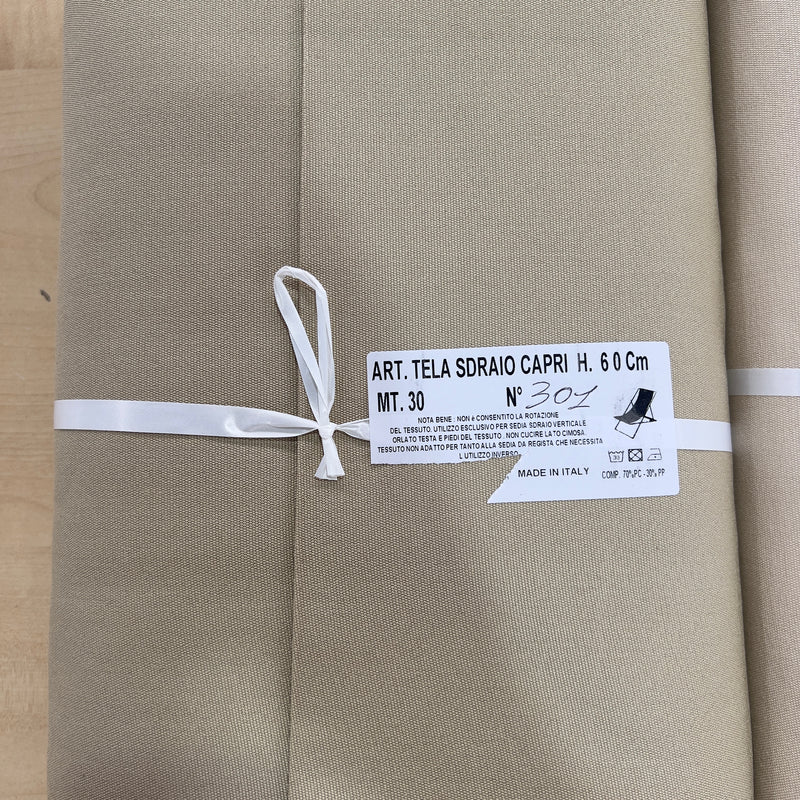 ART. TELA SDRAIO CAPRI H. 60 Cm
MT. 30 N° 301
NOTA BENE : NON è CONSENTITO LA ROTAZIONE
DEL TESSUTO. UTILIZZO ESCLUSIVO PER SEDIA SDRAIO VERTICALE
ORLATO TESTA E PIEDI DEL TESSUTO. NON CUCIRE LATO CIMOSA.
TESSUTO NON ADATTO PER TANTO ALLA SEDIA DA REGISTA CHE NECESSITA
L UTILIZZO INVERSO
30
MADE IN ITALY COMP. 70%PC - 30% PP